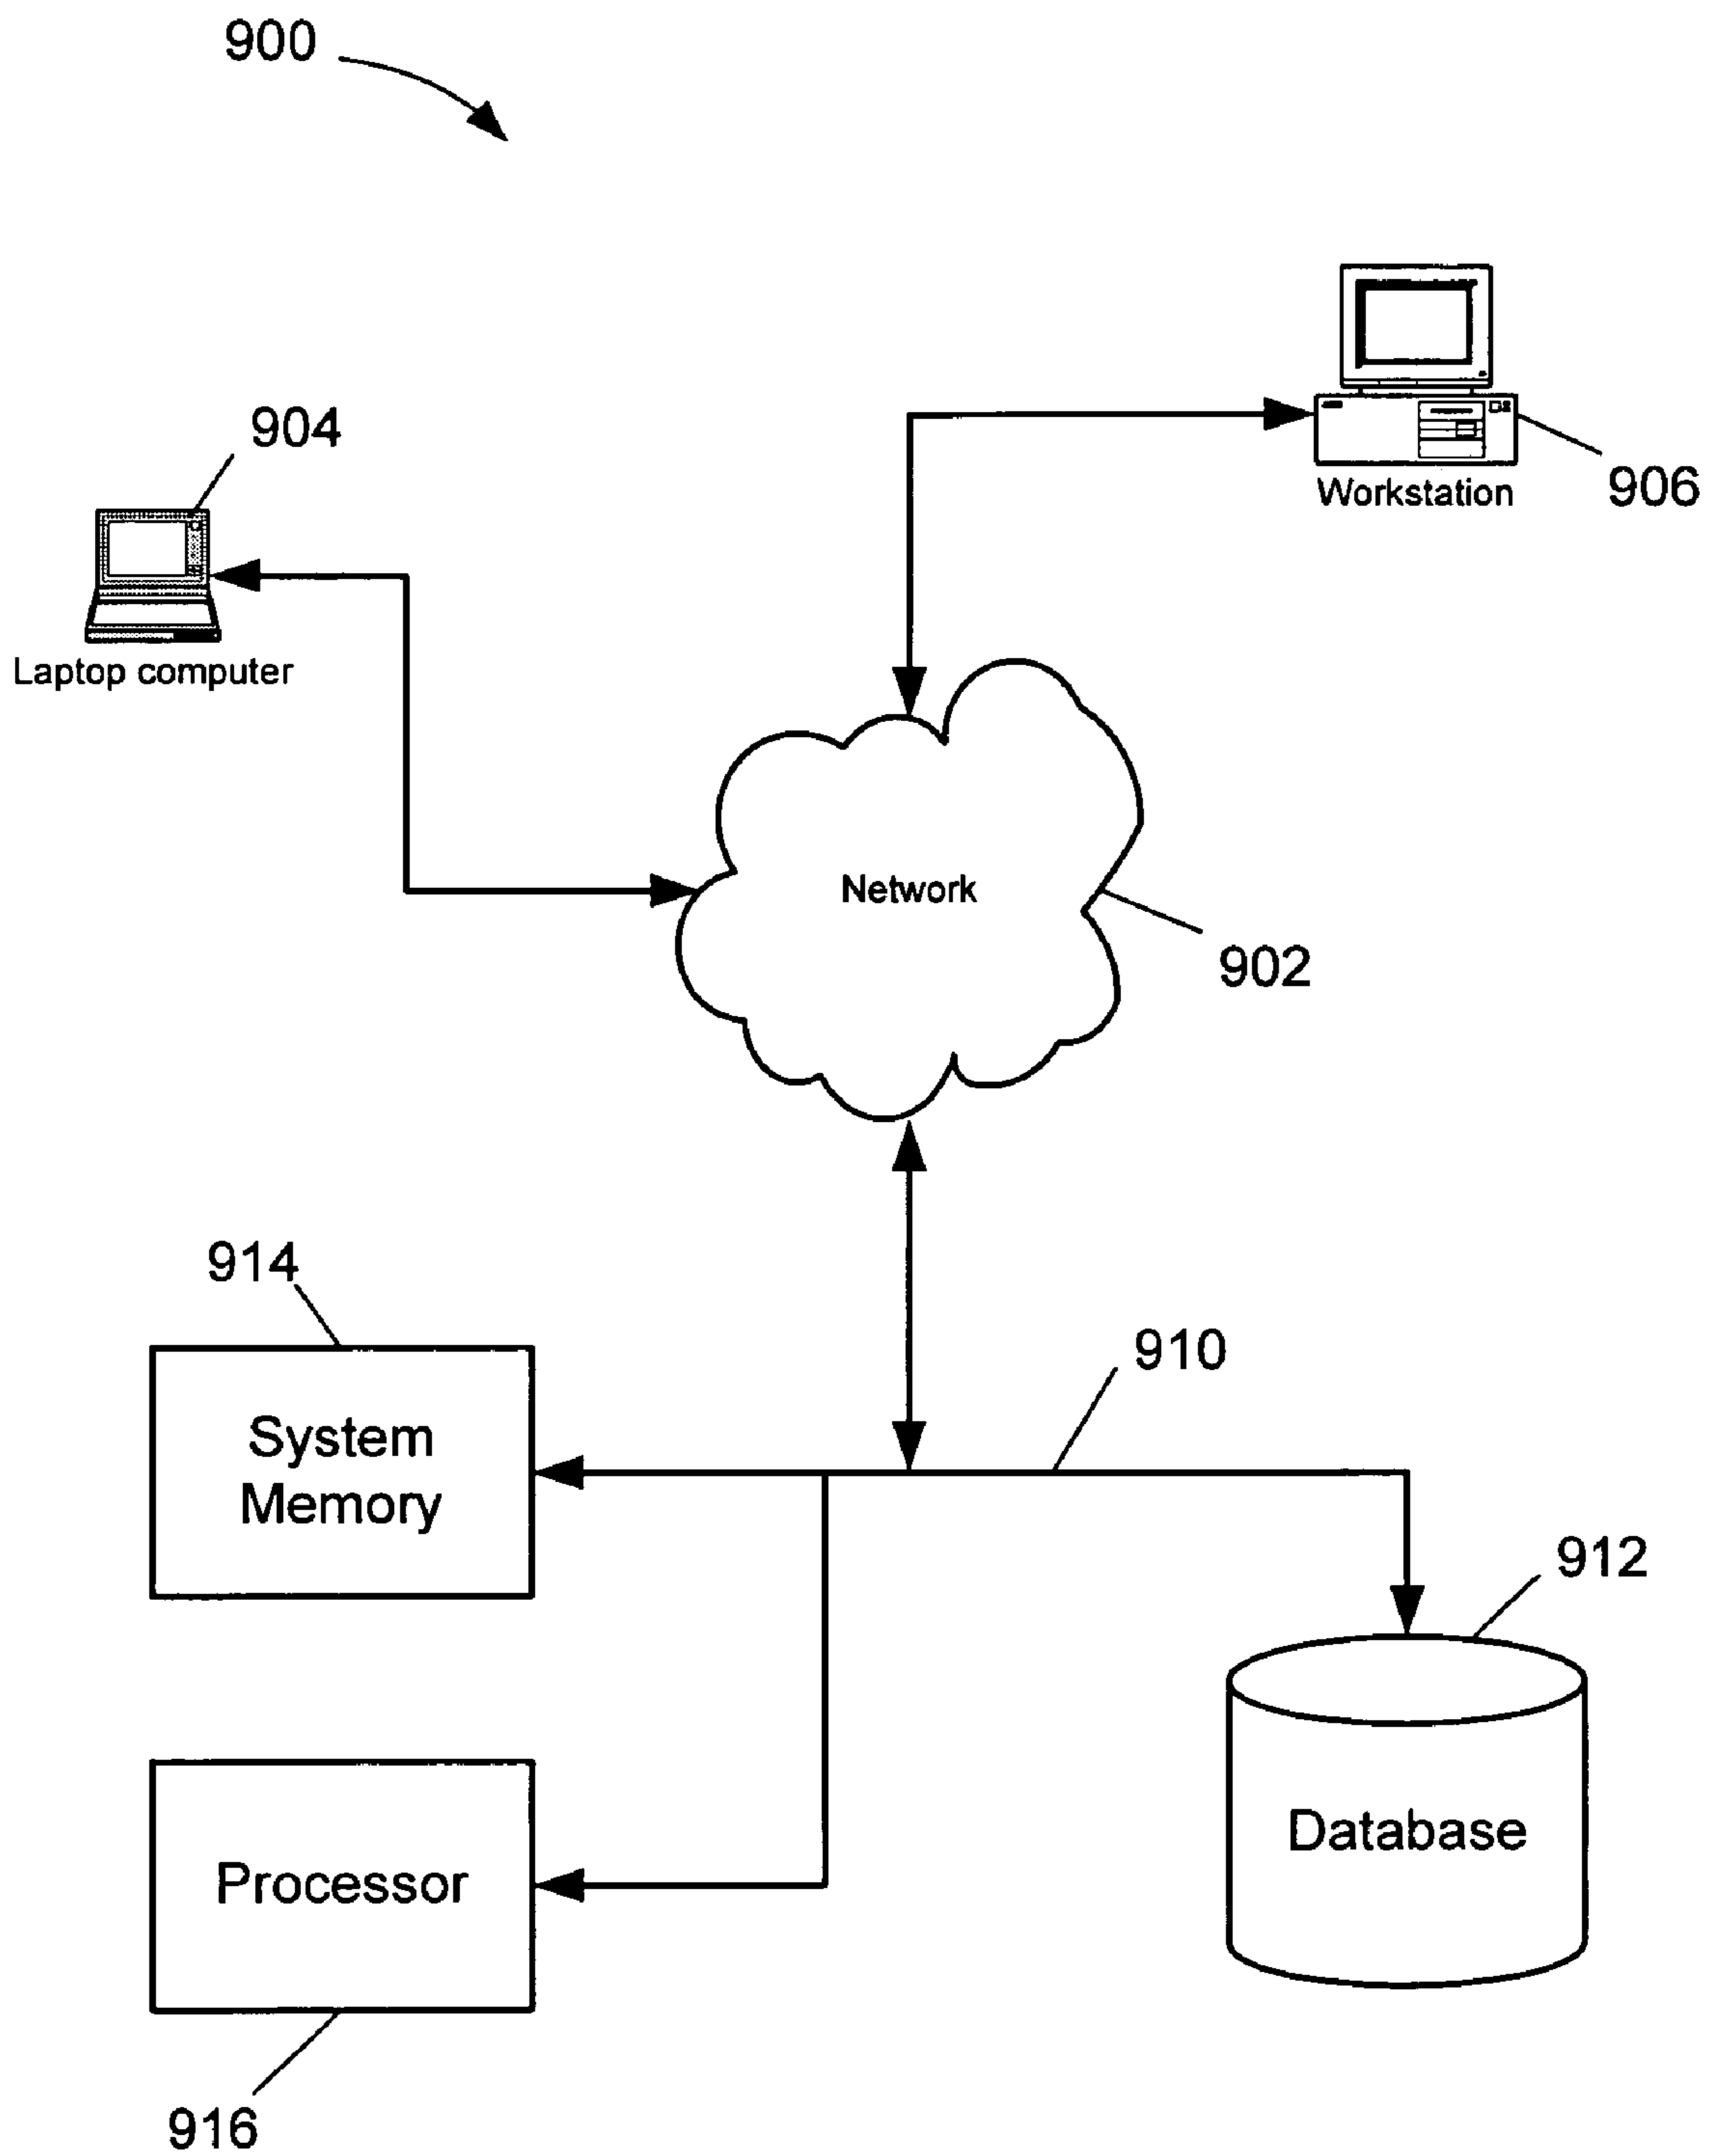 900
906
Workstation
904
Laptop computer
Network
902
914
910
System
Memory
912
Database
Processor
916